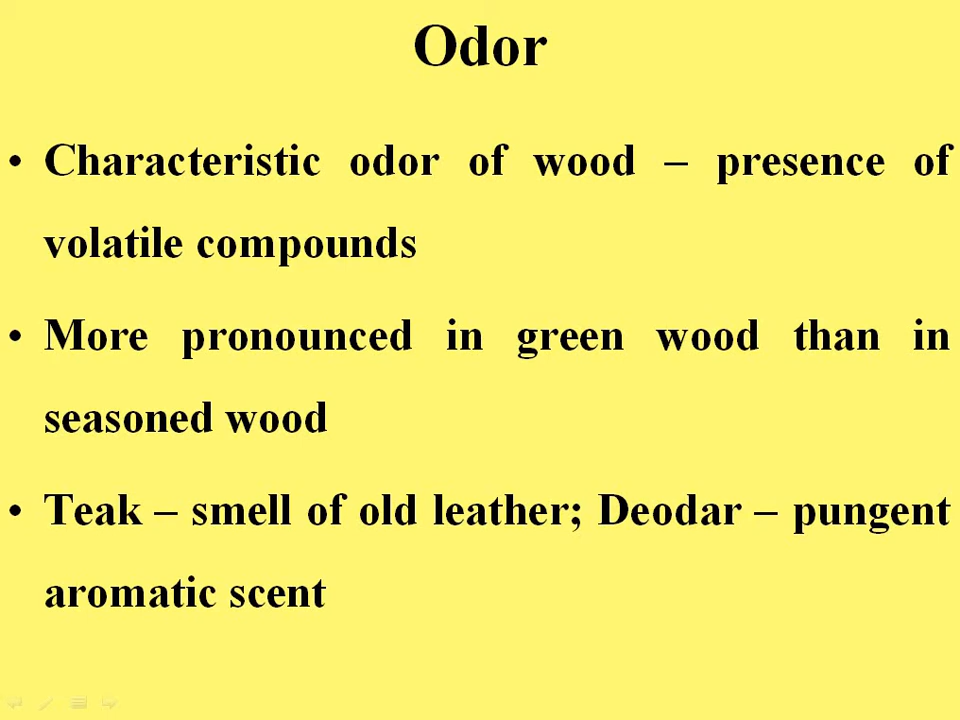 Odor
• Characteristic odor of wood – presence of
volatile compounds
• More pronounced in green wood than in
seasoned wood
• Teak – smell of old leather; Deodar – pungent
aromatic scent